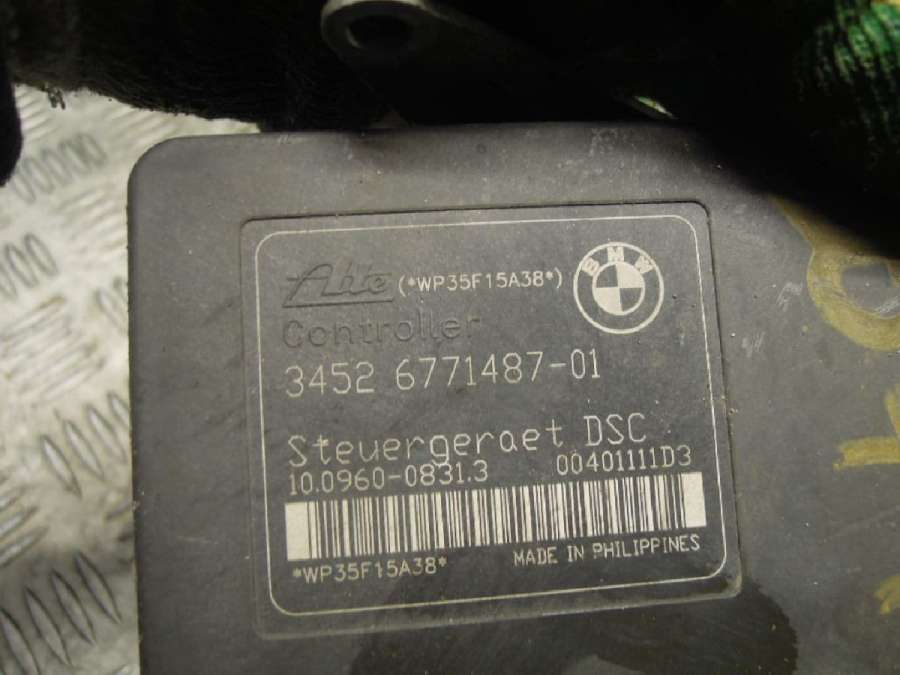 Ate (*WP35F15A38*)
BMW
Controller
3452 6771487-01
Steuergeraet DSC
10.0960-0831.3 00401111D3
*WP35F15A38*
MADE IN PHILIPPINES